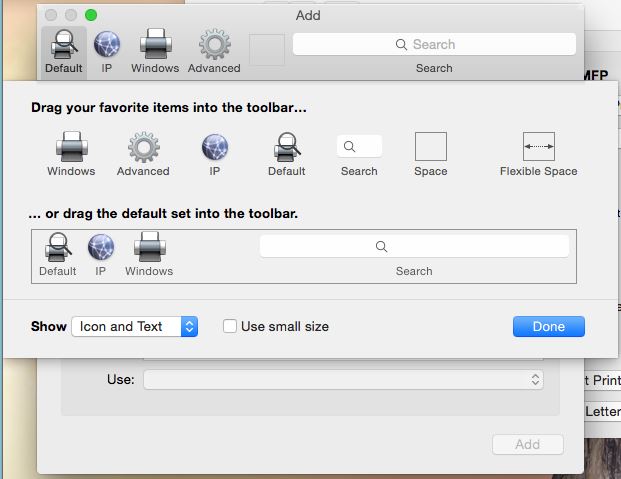 Add
Search
Default IP Windows Advanced Search
MFP
Drag your favorite items into the toolbar...
Windows Advanced IP Default Search Space Flexible Space
... or drag the default set into the toolbar.
Default IP Windows Search
Show Icon and Text Use small size Done
Use:
t Print
Letter
Add